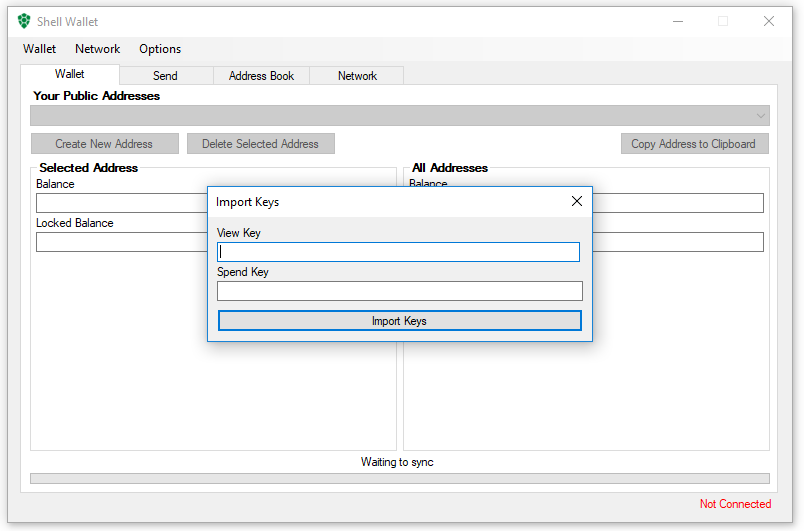 Shell Wallet
Wallet Network Options
Wallet Send Address Book Network
Your Public Addresses
Create New Address Delete Selected Address Copy Address to Clipboard
Selected Address All Addresses
Balance Balance
Locked Balance
Import Keys
View Key
Spend Key
Import Keys
Waiting to sync
Not Connected